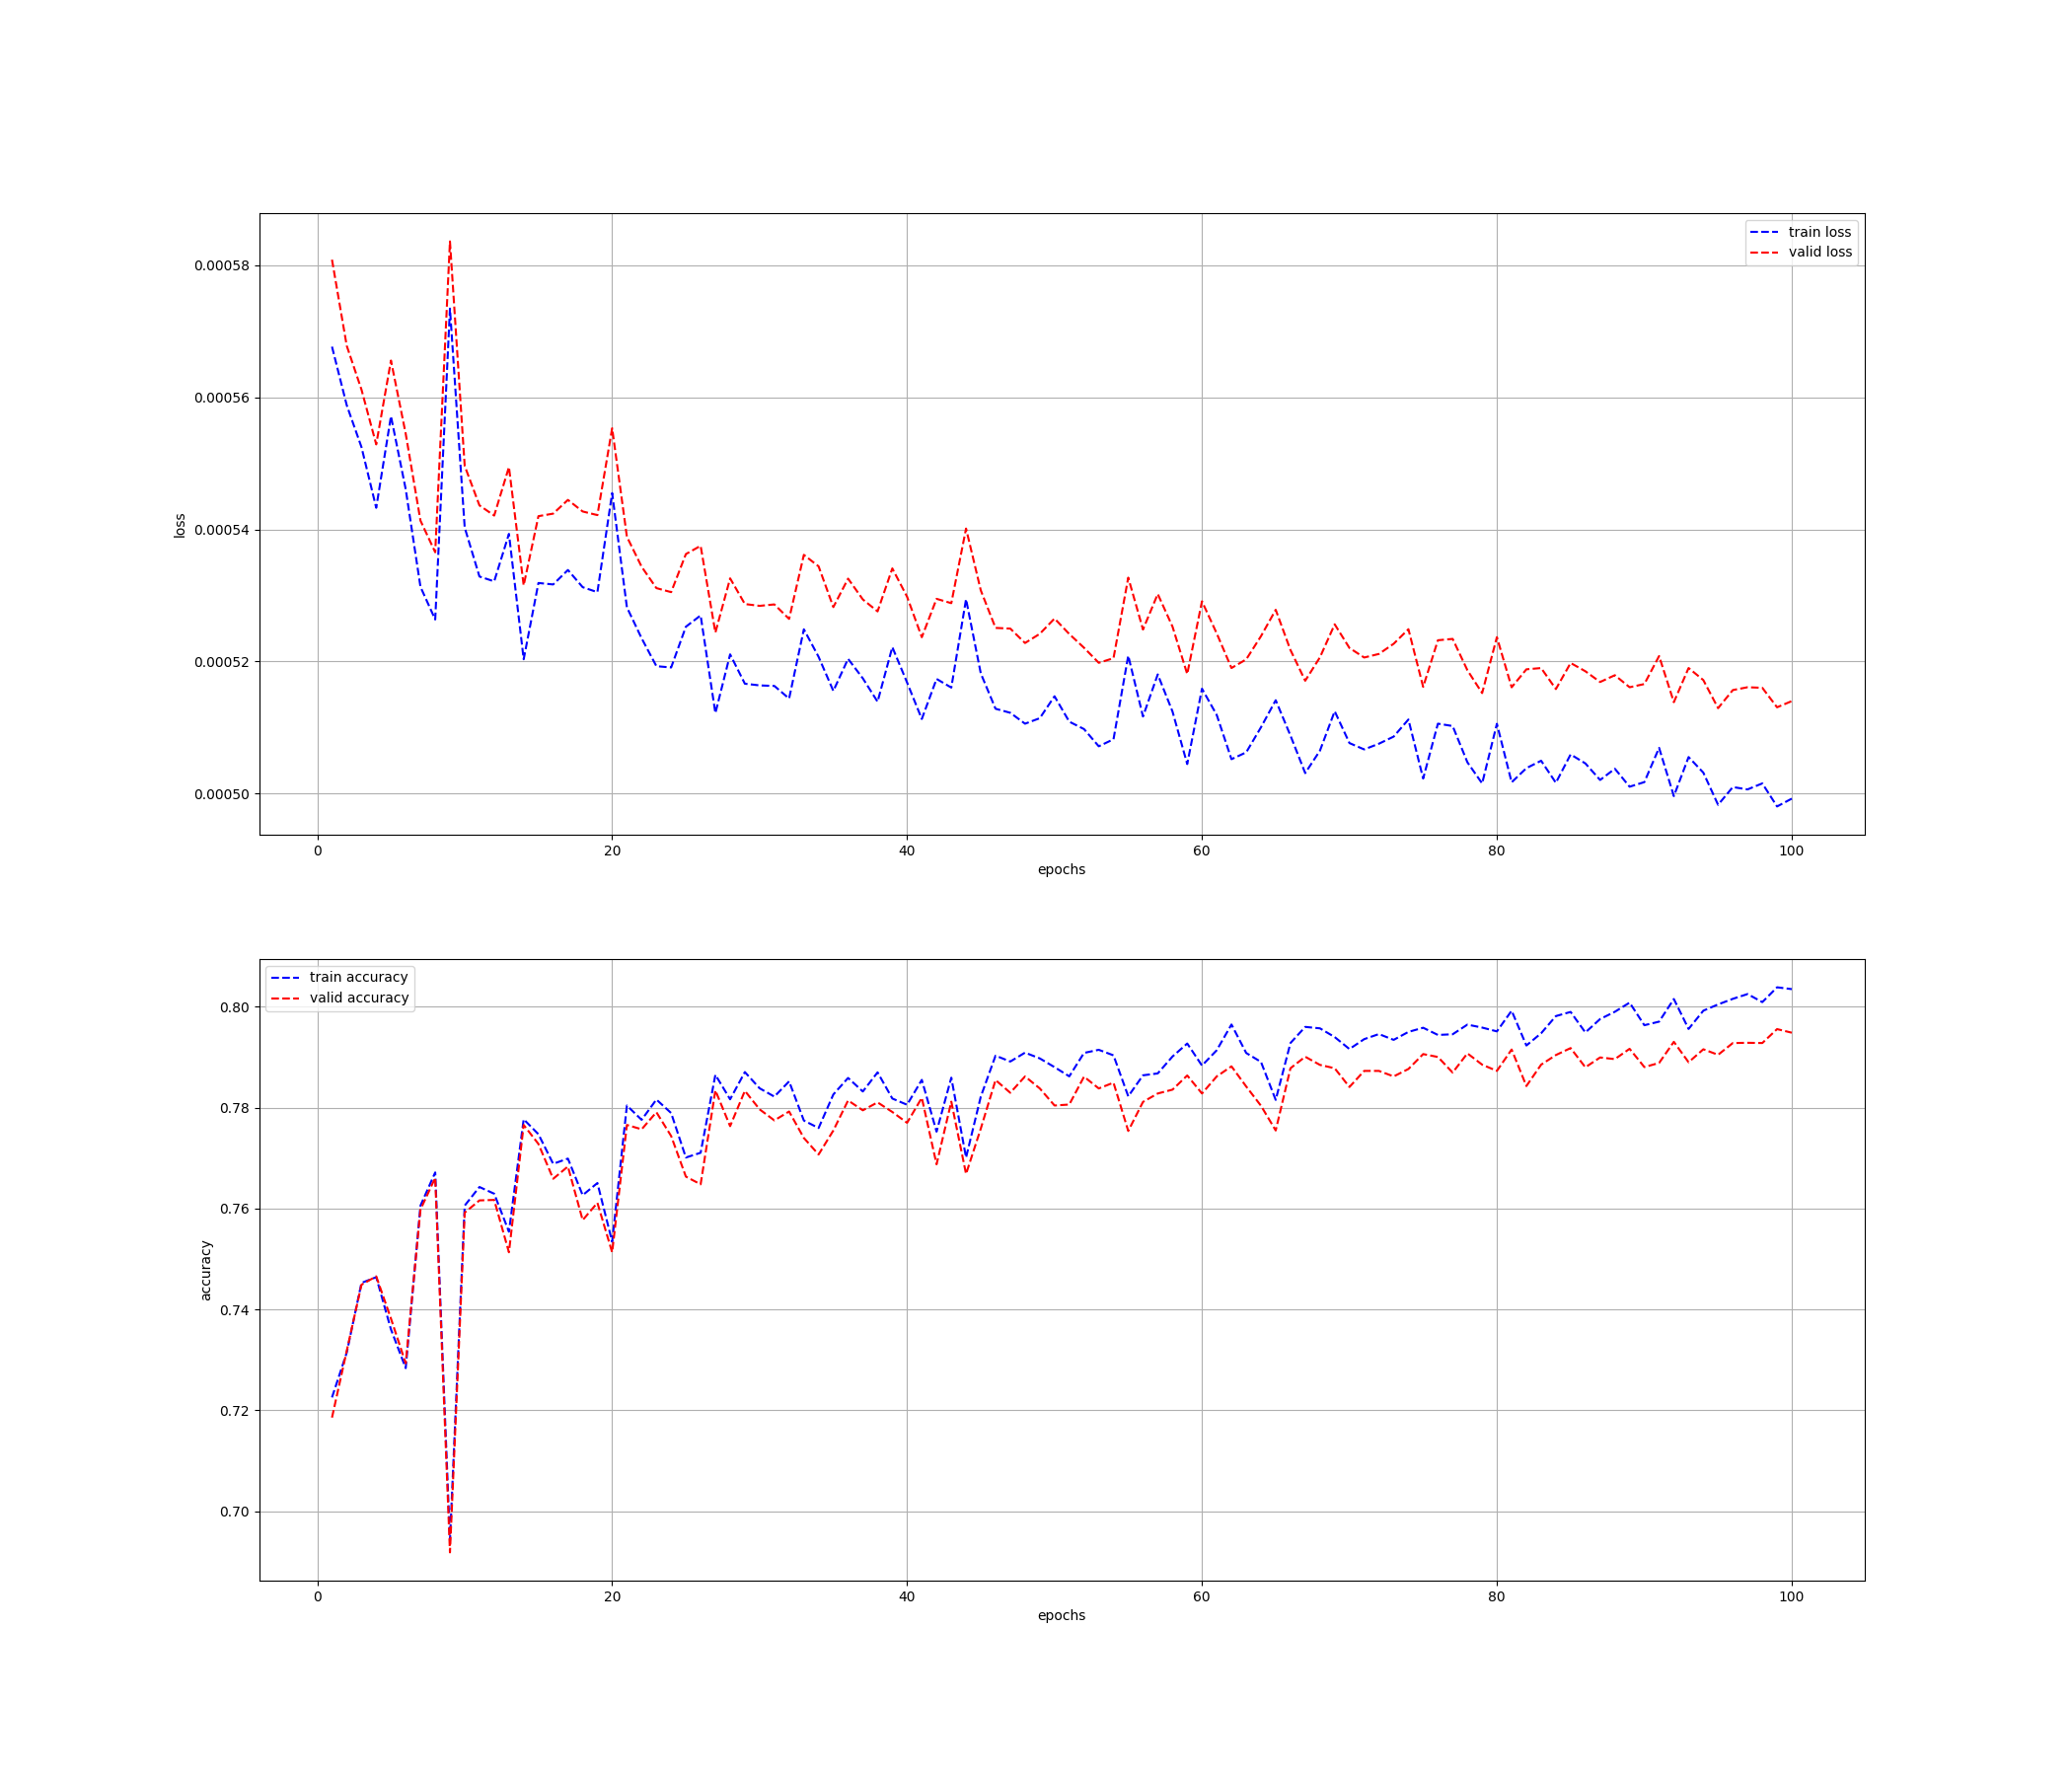 train loss
valid loss
0.00058
0.00056
0.00054
0.00052
0.00050
loss
0 20 40 60 80 100
epochs
train accuracy
valid accuracy
0.80
0.78
0.76
0.74
0.72
0.70
accuracy
0 20 40 60 80 100
epochs